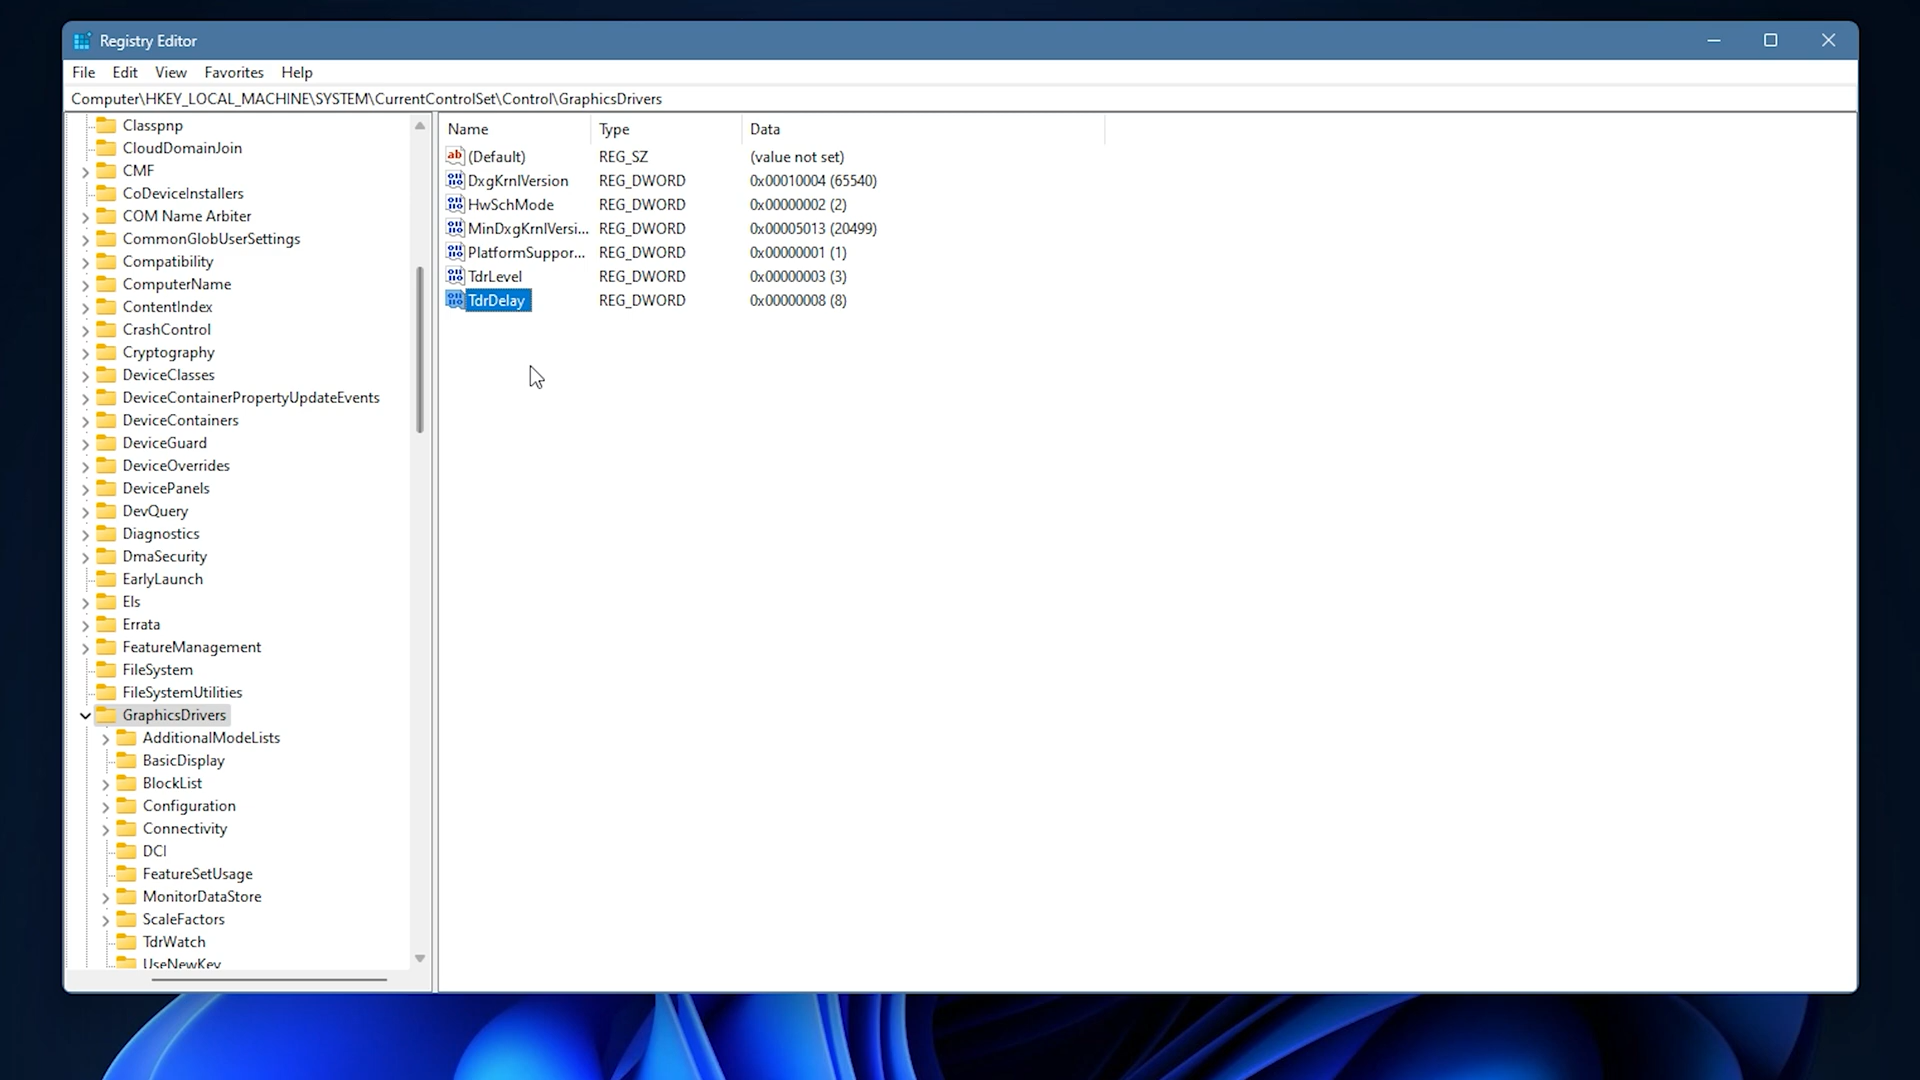 Registry Editor
File Edit View Favorites Help
Computer\HKEY_LOCAL_MACHINE\SYSTEM\CurrentControlSet\Control\GraphicsDrivers
Classpnp
CloudDomainJoin
CMF
CoDeviceInstallers
COM Name Arbiter
CommonGlobUserSettings
Compatibility
ComputerName
ContentIndex
CrashControl
Cryptography
DeviceClasses
DeviceContainerPropertyUpdateEvents
DeviceContainers
DeviceGuard
DeviceOverrides
DevicePanels
DevQuery
Diagnostics
DmaSecurity
EarlyLaunch
Els
Errata
FeatureManagement
FileSystem
FileSystemUtilities
GraphicsDrivers
AdditionalModeLists
BasicDisplay
BlockList
Configuration
Connectivity
DCI
FeatureSetUsage
MonitorDataStore
ScaleFactors
TdrWatch
UseNewKey
Name Type Data
(Default) REG_SZ (value not set)
DxgKrnlVersion REG_DWORD 0x00010004 (65540)
HwSchMode REG_DWORD 0x00000002 (2)
MinDxgKrnlVersi... REG_DWORD 0x00005013 (20499)
PlatformSuppor... REG_DWORD 0x00000001 (1)
TdrLevel REG_DWORD 0x00000003 (3)
TdrDelay REG_DWORD 0x00000008 (8)